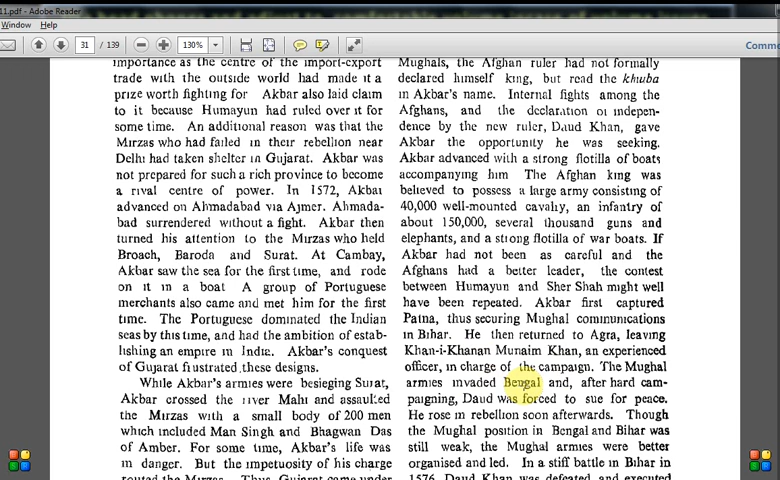 11.pdf - Adobe Reader
Window Help
31 / 139
130%
Comme
importance as the centre of the import-export
trade with the outside world had made it a
prize worth fighting for Akbar also laid claim
to it because Humayun had ruled over it for
some time. An additional reason was that the
Mirzas who had failed in their rebellion near
Delhi had taken shelter in Gujarat. Akbar was
not prepared for such a rich province to become
a rival centre of power. In 1572, Akbar
advanced on Ahmadabad via Ajmer. Ahmada-
bad surrendered without a fight. Akbar then
turned his attention to the Mirzas who held
Broach, Baroda and Surat. At Cambay,
Akbar saw the sea for the first time, and rode
on it in a boat A group of Portuguese
merchants also came and met him for the first
time. The Portuguese dominated the Indian
seas by this time, and had the ambition of estab-
lishing an empire in India. Akbar's conquest
of Gujarat frustrated these designs.
While Akbar's armies were besieging Surat,
Akbar crossed the river Mahi and assaulted
the Mirzas with a small body of 200 men
which included Man Singh and Bhagwan Das
of Amber. For some time, Akbar's life was
in danger. But the impetuosity of his charge
routed the Mirzas. Thus Gujarat came under
Mughals, the Afghan ruler had not formally
declared himself king, but read the khuba
in Akbar's name. Internal fights among the
Afghans, and the declaration of indepen-
dence by the new ruler, Daud Khan, gave
Akbar the opportunity he was seeking.
Akbar advanced with a strong flotilla of boats
accompanying him The Afghan king was
believed to possess a large army consisting of
40,000 well-mounted cavalry, an infantry of
about 150,000, several thousand guns and
elephants, and a strong flotilla of war boats. If
Akbar had not been as careful and the
Afghans had a better leader, the contest
between Humayun and Sher Shah might well
have been repeated. Akbar first captured
Patna, thus securing Mughal communications
in Bihar. He then returned to Agra, leaving
Khan-i-Khanan Munaim Khan, an experienced
officer, in charge of the campaign. The Mughal
armies invaded Bengal and, after hard cam-
paigning, Daud was forced to sue for peace.
He rose in rebellion soon afterwards. Though
the Mughal position in Bengal and Bihar was
still weak, the Mughal armies were better
organised and led. In a stiff battle in Bihar in
1576, Daud Khan was defeated and executed